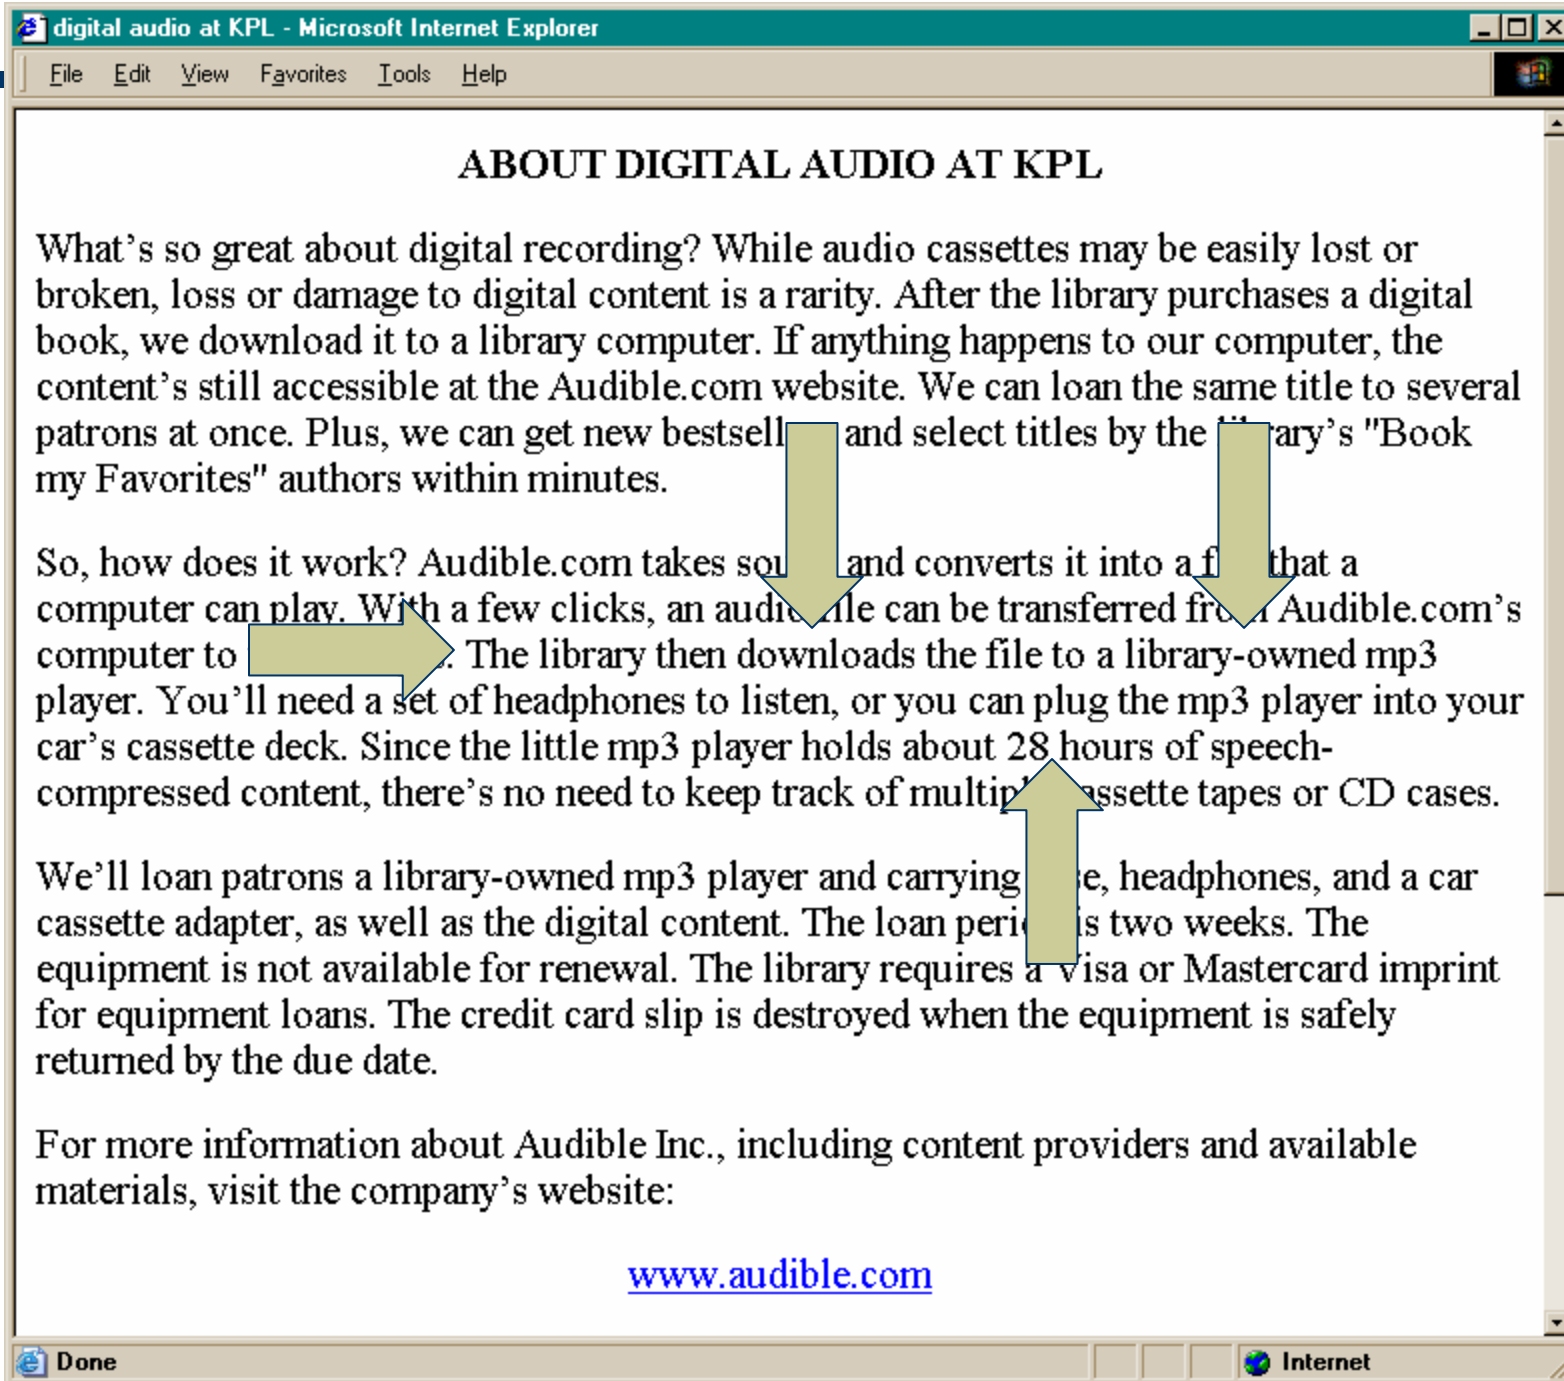 digital audio at KPL - Microsoft Internet Explorer
File Edit View Favorites Tools Help
ABOUT DIGITAL AUDIO AT KPL
What's so great about digital recording? While audio cassettes may be easily lost or
broken, loss or damage to digital content is a rarity. After the library purchases a digital
book, we download it to a library computer. If anything happens to our computer, the
content's still accessible at the Audible.com website. We can loan the same title to several
patrons at once. Plus, we can get new and select titles by the library's "Book
my Favorites" authors within minutes.
So, how does it work? Audible.com takes and converts it into a that a
computer can play. With a few clicks, an audio file can be transferred from Audible.com's
computer to The library then downloads the file to a library-owned mp3
player. You'll need a set of headphones to listen, or you can plug the mp3 player into your
car's cassette deck. Since the little mp3 player holds about 28 hours of speech-
compressed content, there's no need to keep track of multiple cassette tapes or CD cases.
We'll loan patrons a library-owned mp3 player and carrying headphones, and a car
cassette adapter, as well as the digital content. The loan period is two weeks. The
equipment is not available for renewal. The library requires a Visa or Mastercard imprint
for equipment loans. The credit card slip is destroyed when the equipment is safely
returned by the due date.
For more information about Audible Inc., including content providers and available
materials, visit the company's website:
www.audible.com
Done Internet